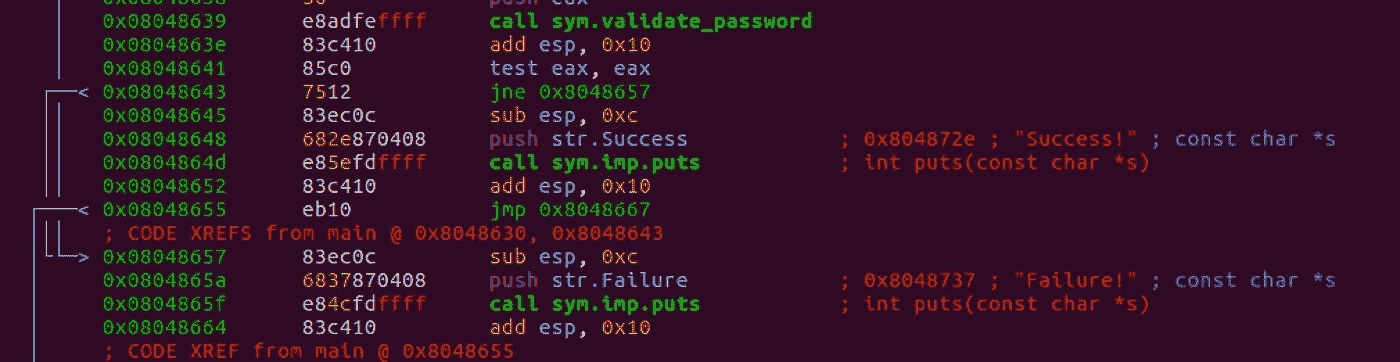 0x08048638 50 push eax
0x08048639 e8adfeffff call sym.validate_password
0x0804863e 83c410 add esp, 0x10
0x08048641 85c0 test eax, eax
0x08048643 7512 jne 0x8048657
0x08048645 83ec0c sub esp, 0xc
0x08048648 682e870408 push str.Success ; 0x804872e ; "Success!" ; const char *s
0x0804864d e85efdffff call sym.imp.puts ; int puts(const char *s)
0x08048652 83c410 add esp, 0x10
0x08048655 eb10 jmp 0x8048667
; CODE XREFS from main @ 0x8048630, 0x8048643
0x08048657 83ec0c sub esp, 0xc
0x0804865a 6837870408 push str.Failure ; 0x8048737 ; "Failure!" ; const char *s
0x0804865f e84cfdffff call sym.imp.puts ; int puts(const char *s)
0x08048664 83c410 add esp, 0x10
; CODE XREF from main @ 0x8048655